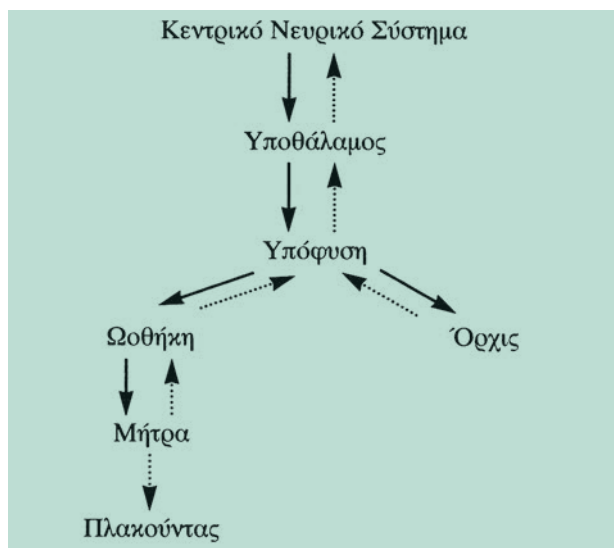 Κεντρικό Νευρικό Σύστημα
Υποθάλαμος
Υπόφυση
Ωοθήκη
Όρχις
Μήτρα
Πλακούντας